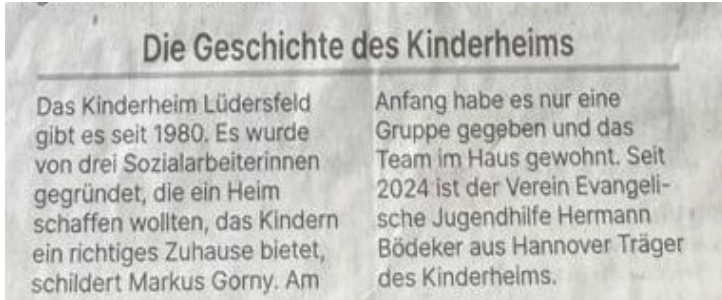 Die Geschichte des Kinderheims
Das Kinderheim Lüdersfeld
gibt es seit 1980. Es wurde
von drei Sozialarbeiterinnen
gegründet, die ein Heim
schaffen wollten, das Kindern
ein richtiges Zuhause bietet,
schildert Markus Gorny. Am
Anfang habe es nur eine
Gruppe gegeben und das
Team im Haus gewohnt. Seit
2024 ist der Verein Evangeli-
sche Jugendhilfe Hermann
Bödeker aus Hannover Träger
des Kinderheims.